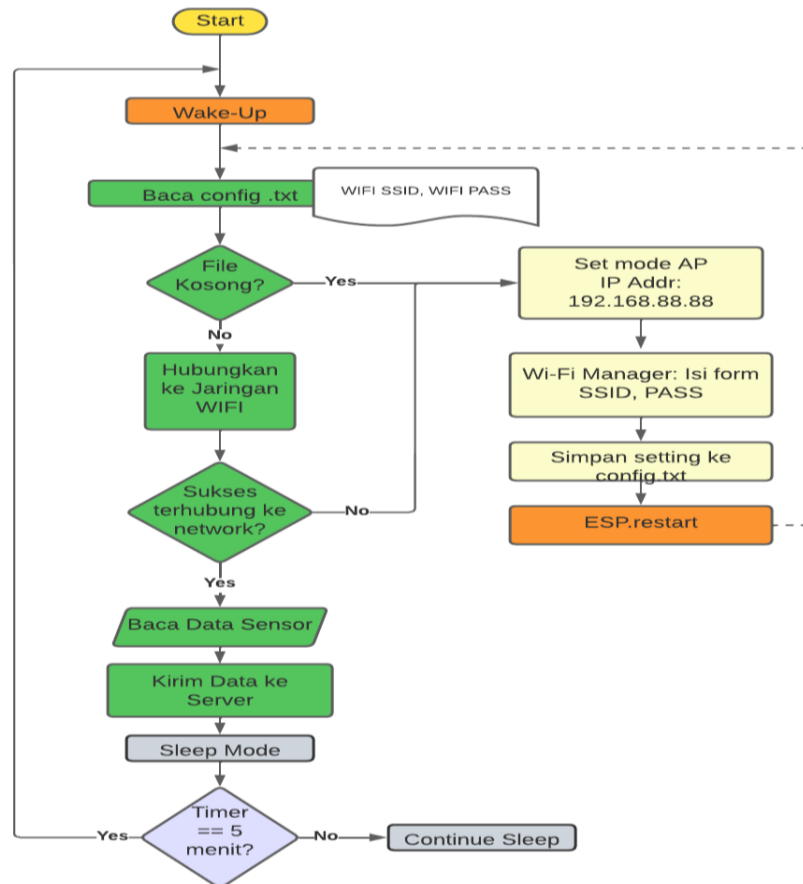 Start
Wake-Up
Baca config .txt
WIFI SSID, WIFI PASS
File
Kosong?
Yes
No
Set mode AP
IP Addr:
192.168.88.88
Hubungkan
ke Jaringan
WIFI
Wi-Fi Manager: Isi form
SSID, PASS
Simpan setting ke
config.txt
Sukses
terhubung ke
network?
No
ESP.restart
Yes
Baca Data Sensor
Kirim Data ke
Server
Sleep Mode
Timer
== 5
menit?
Yes
No
Continue Sleep